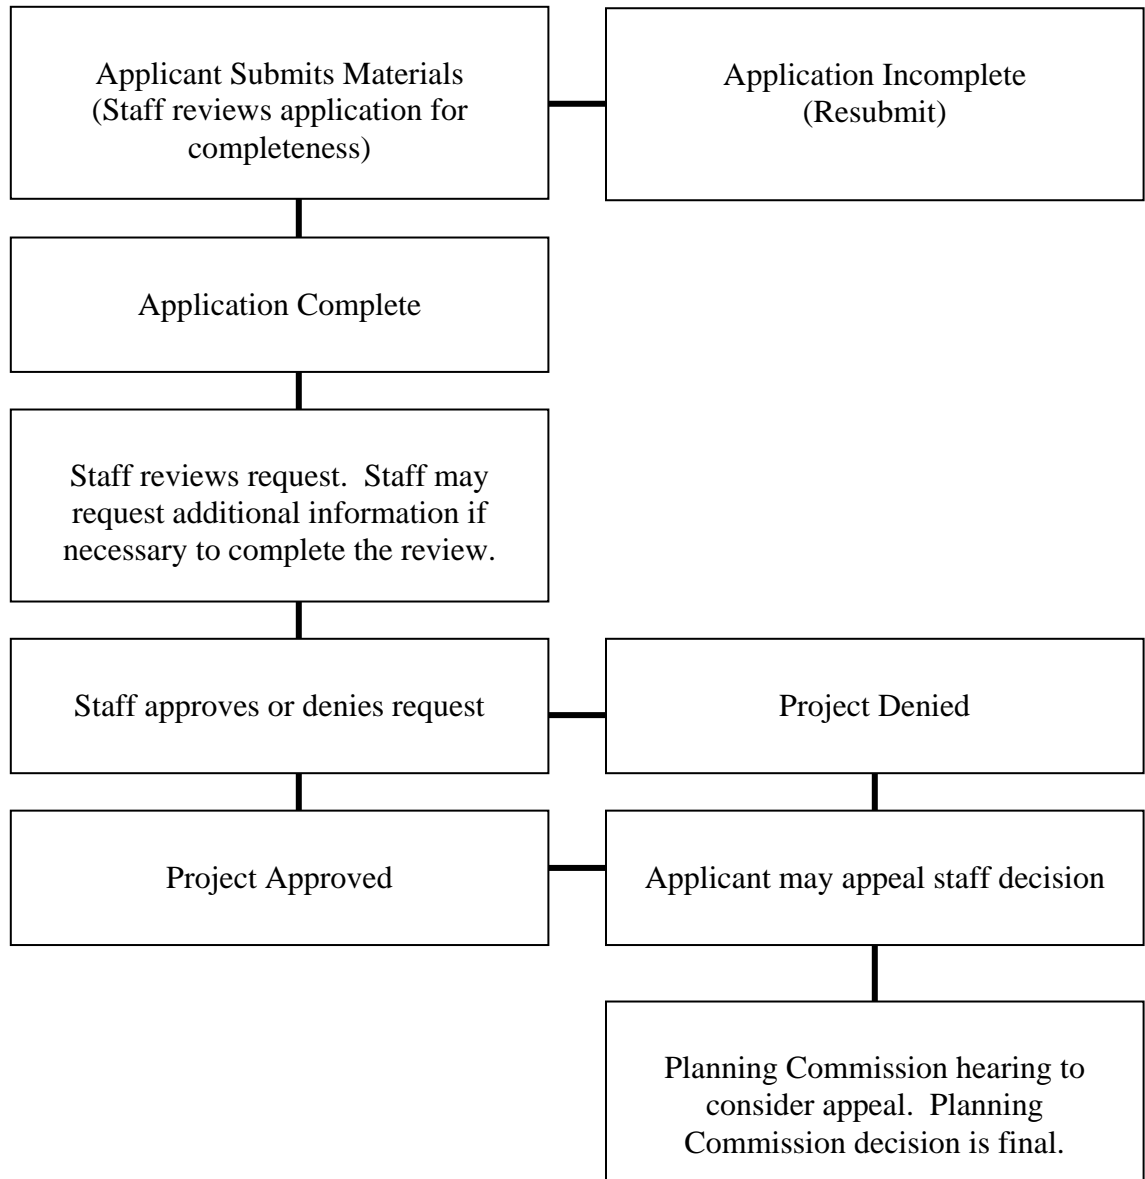 Applicant Submits Materials
(Staff reviews application for
completeness)
Application Incomplete
(Resubmit)
Application Complete
Staff reviews request.  Staff may
request additional information if
necessary to complete the review.
Staff approves or denies request
Project Denied
Project Approved
Applicant may appeal staff decision
Planning Commission hearing to
consider appeal.  Planning
Commission decision is final.